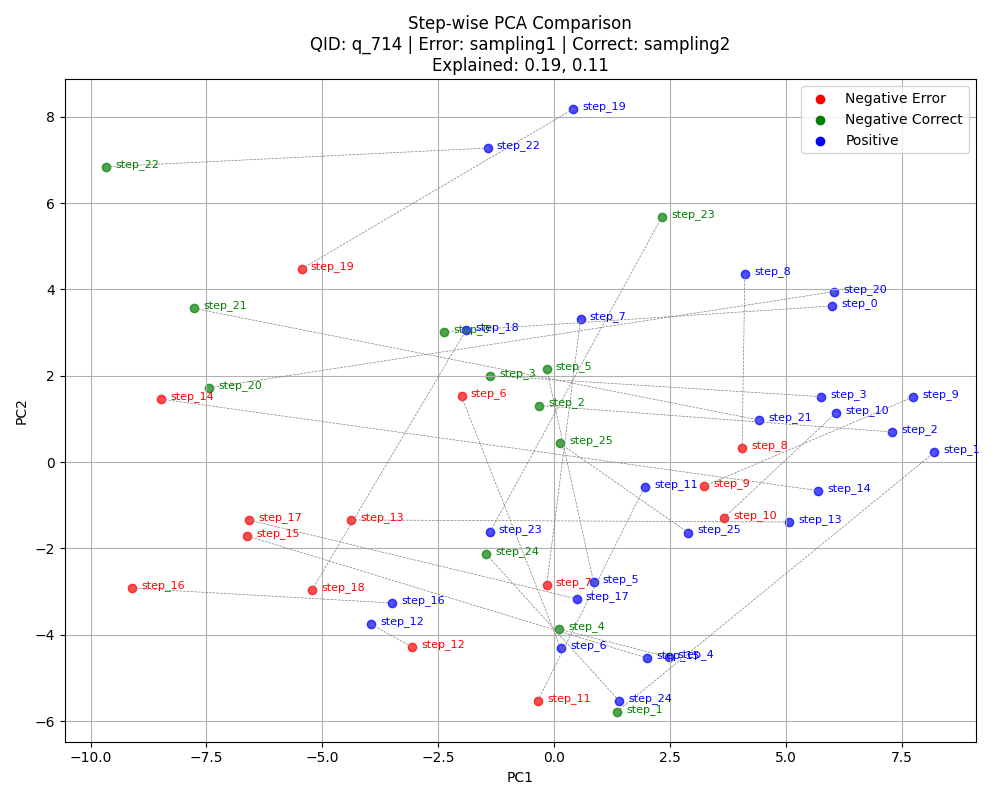 Step-wise PCA Comparison
QID: q_714 | Error: sampling1 | Correct: sampling2
Explained: 0.19, 0.11
Negative Error
Negative Correct
Positive
step_19
step_22
step_22
step_23
step_19
step_8
step_20
step_0
step_21
step_7
step_0
step_18
step_5
step_3
step_20
step_14
step_6
step_3
step_9
step_2
step_10
step_21
step_2
step_25
step_8
step_1
step_9
step_11
step_14
step_10
step_17
step_13
step_13
step_15
step_23
step_25
step_24
step_16
step_18
step_7
step_5
step_16
step_17
step_12
step_4
step_12
step_6
step_15
step_4
step_11
step_24
step_1
8
6
4
2
0
−2
−4
−6
PC2
−10.0
−7.5
−5.0
−2.5
0.0
2.5
5.0
7.5
PC1